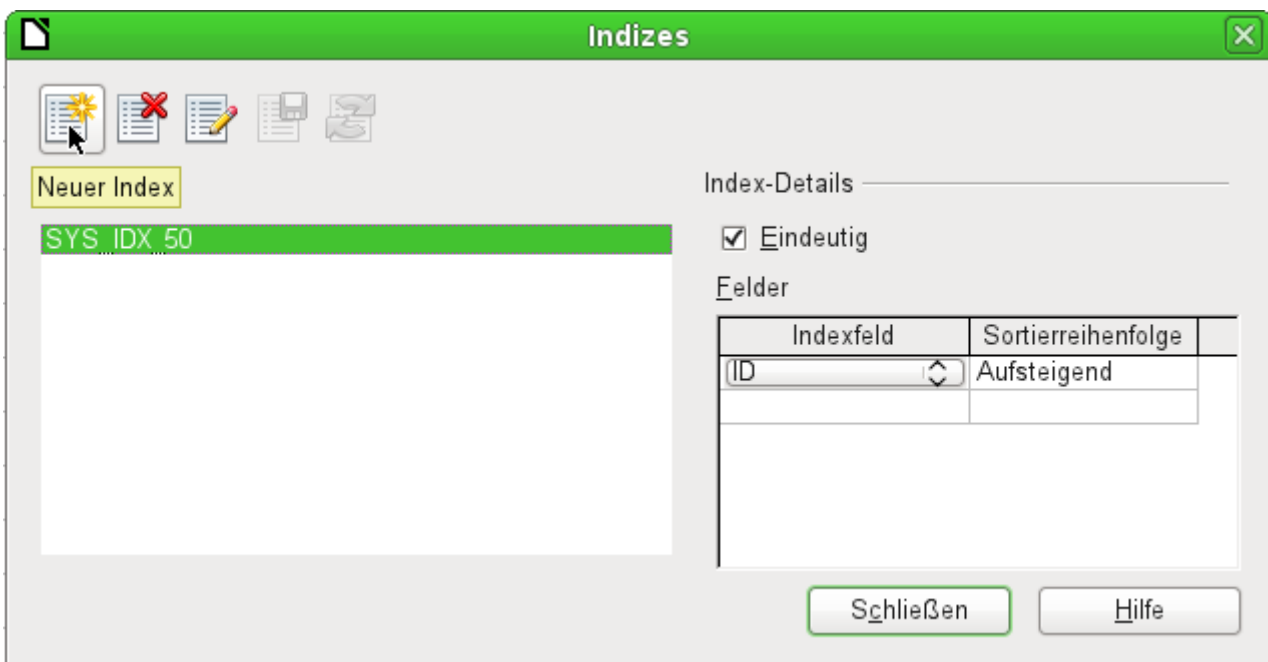 Indizes
Neuer Index
SYS_IDX_50
Index-Details
Eindeutig
Felder
Indexfeld Sortierreihenfolge
ID Aufsteigend
Schließen Hilfe